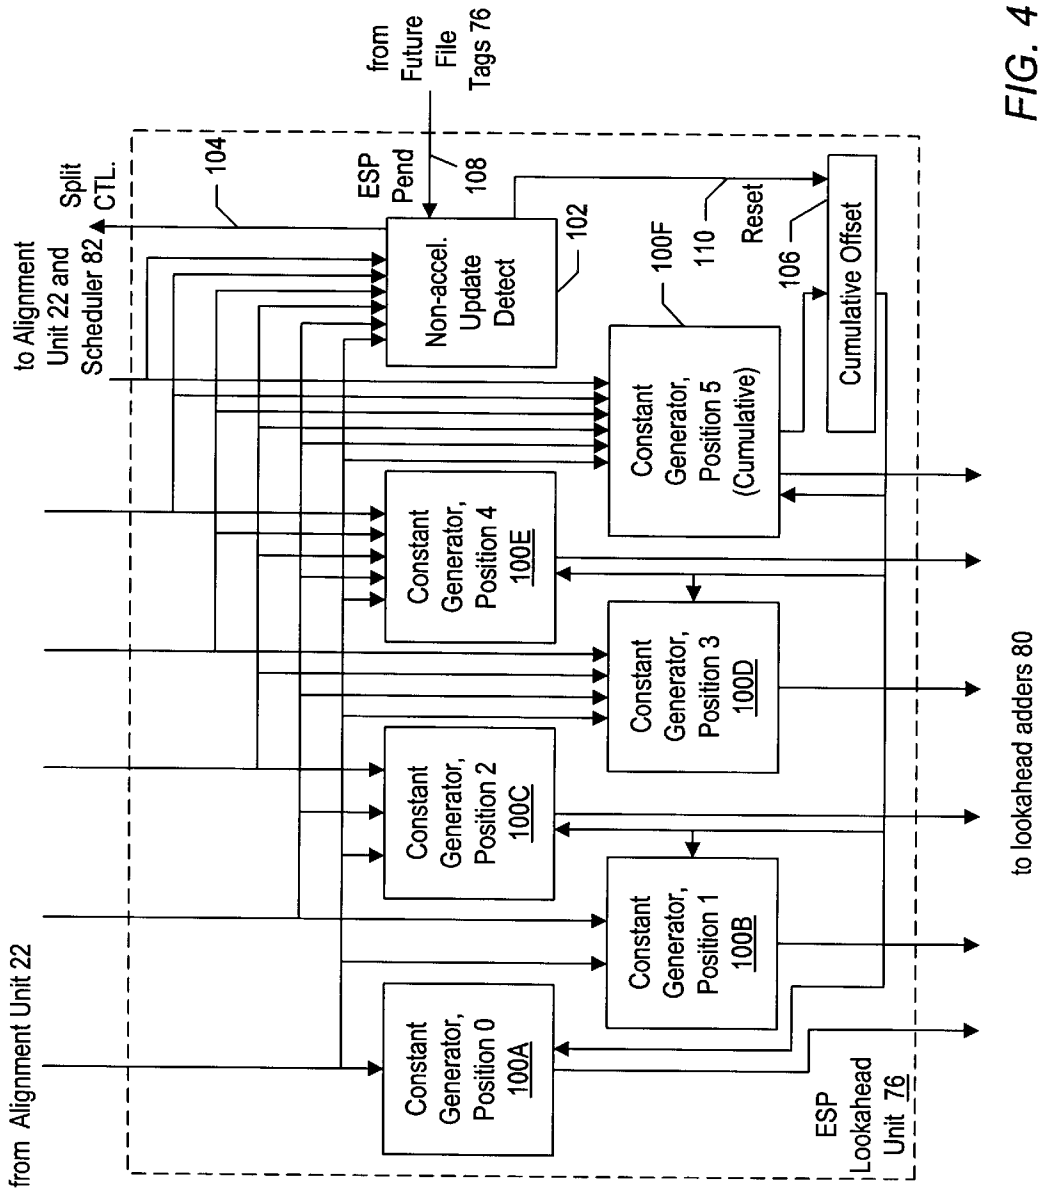 from Alignment Unit 22
to Alignment
Unit 22 and
Scheduler 82
Split
CTL.
104
from
Future
File
Tags 76
ESP
Pend
108
Non-accel.
Update
Detect
102
Constant
Generator,
Position 0
100A
Constant
Generator,
Position 2
100C
Constant
Generator,
Position 4
100E
Constant
Generator,
Position 1
100B
Constant
Generator,
Position 3
100D
Constant
Generator,
Position 5
(Cumulative)
100F
110
Reset
106
Cumulative Offset
ESP
Lookahead
Unit 76
to lookahead adders 80
FIG. 4